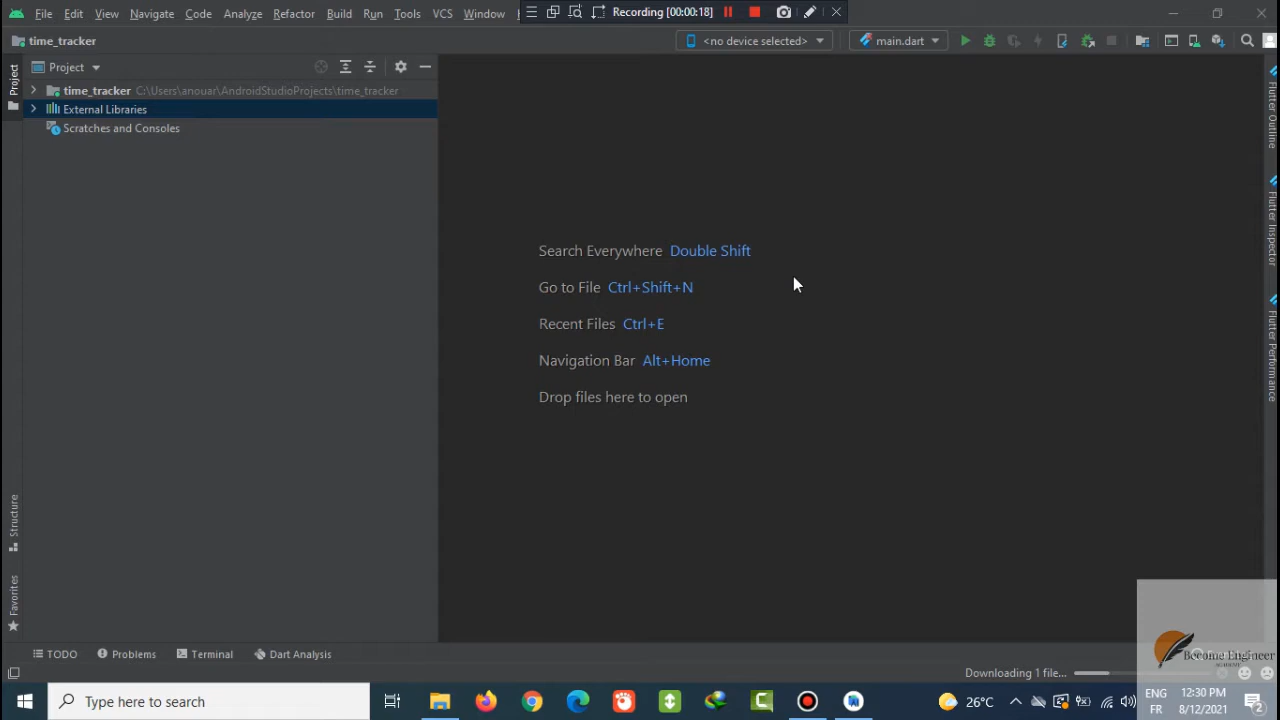 File Edit View Navigate Code Analyze Refactor Build Run Tools VCS Window
Recording [00:00:18]
time_tracker
<no device selected>
main.dart
Project
Project
time_tracker C:\Users\anouar\AndroidStudioProjects\time_tracker
External Libraries
Scratches and Consoles
Search Everywhere Double Shift
Go to File Ctrl+Shift+N
Recent Files Ctrl+E
Navigation Bar Alt+Home
Drop files here to open
Flutter Outline
Flutter Inspector
Flutter Performance
Structure
Favorites
TODO Problems Terminal Dart Analysis
Become Engineer
Downloading 1 file...
Type here to search
26°C
ENG
FR
12:30 PM
8/12/2021
2